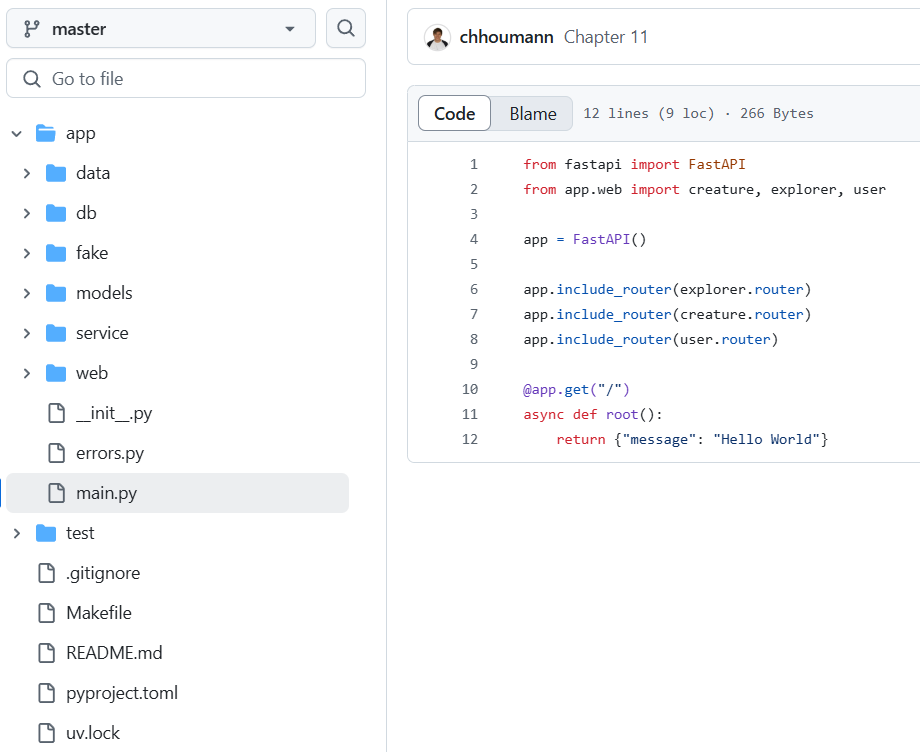 master
Go to file
app
data
db
fake
models
service
web
__init__.py
errors.py
main.py
test
.gitignore
Makefile
README.md
pyproject.toml
uv.lock
chhoumann Chapter 11
Code Blame 12 lines (9 loc) · 266 Bytes
1 from fastapi import FastAPI
2 from app.web import creature, explorer, user
3
4 app = FastAPI()
5
6 app.include_router(explorer.router)
7 app.include_router(creature.router)
8 app.include_router(user.router)
9
10 @app.get("/")
11 async def root():
12     return {"message": "Hello World"}